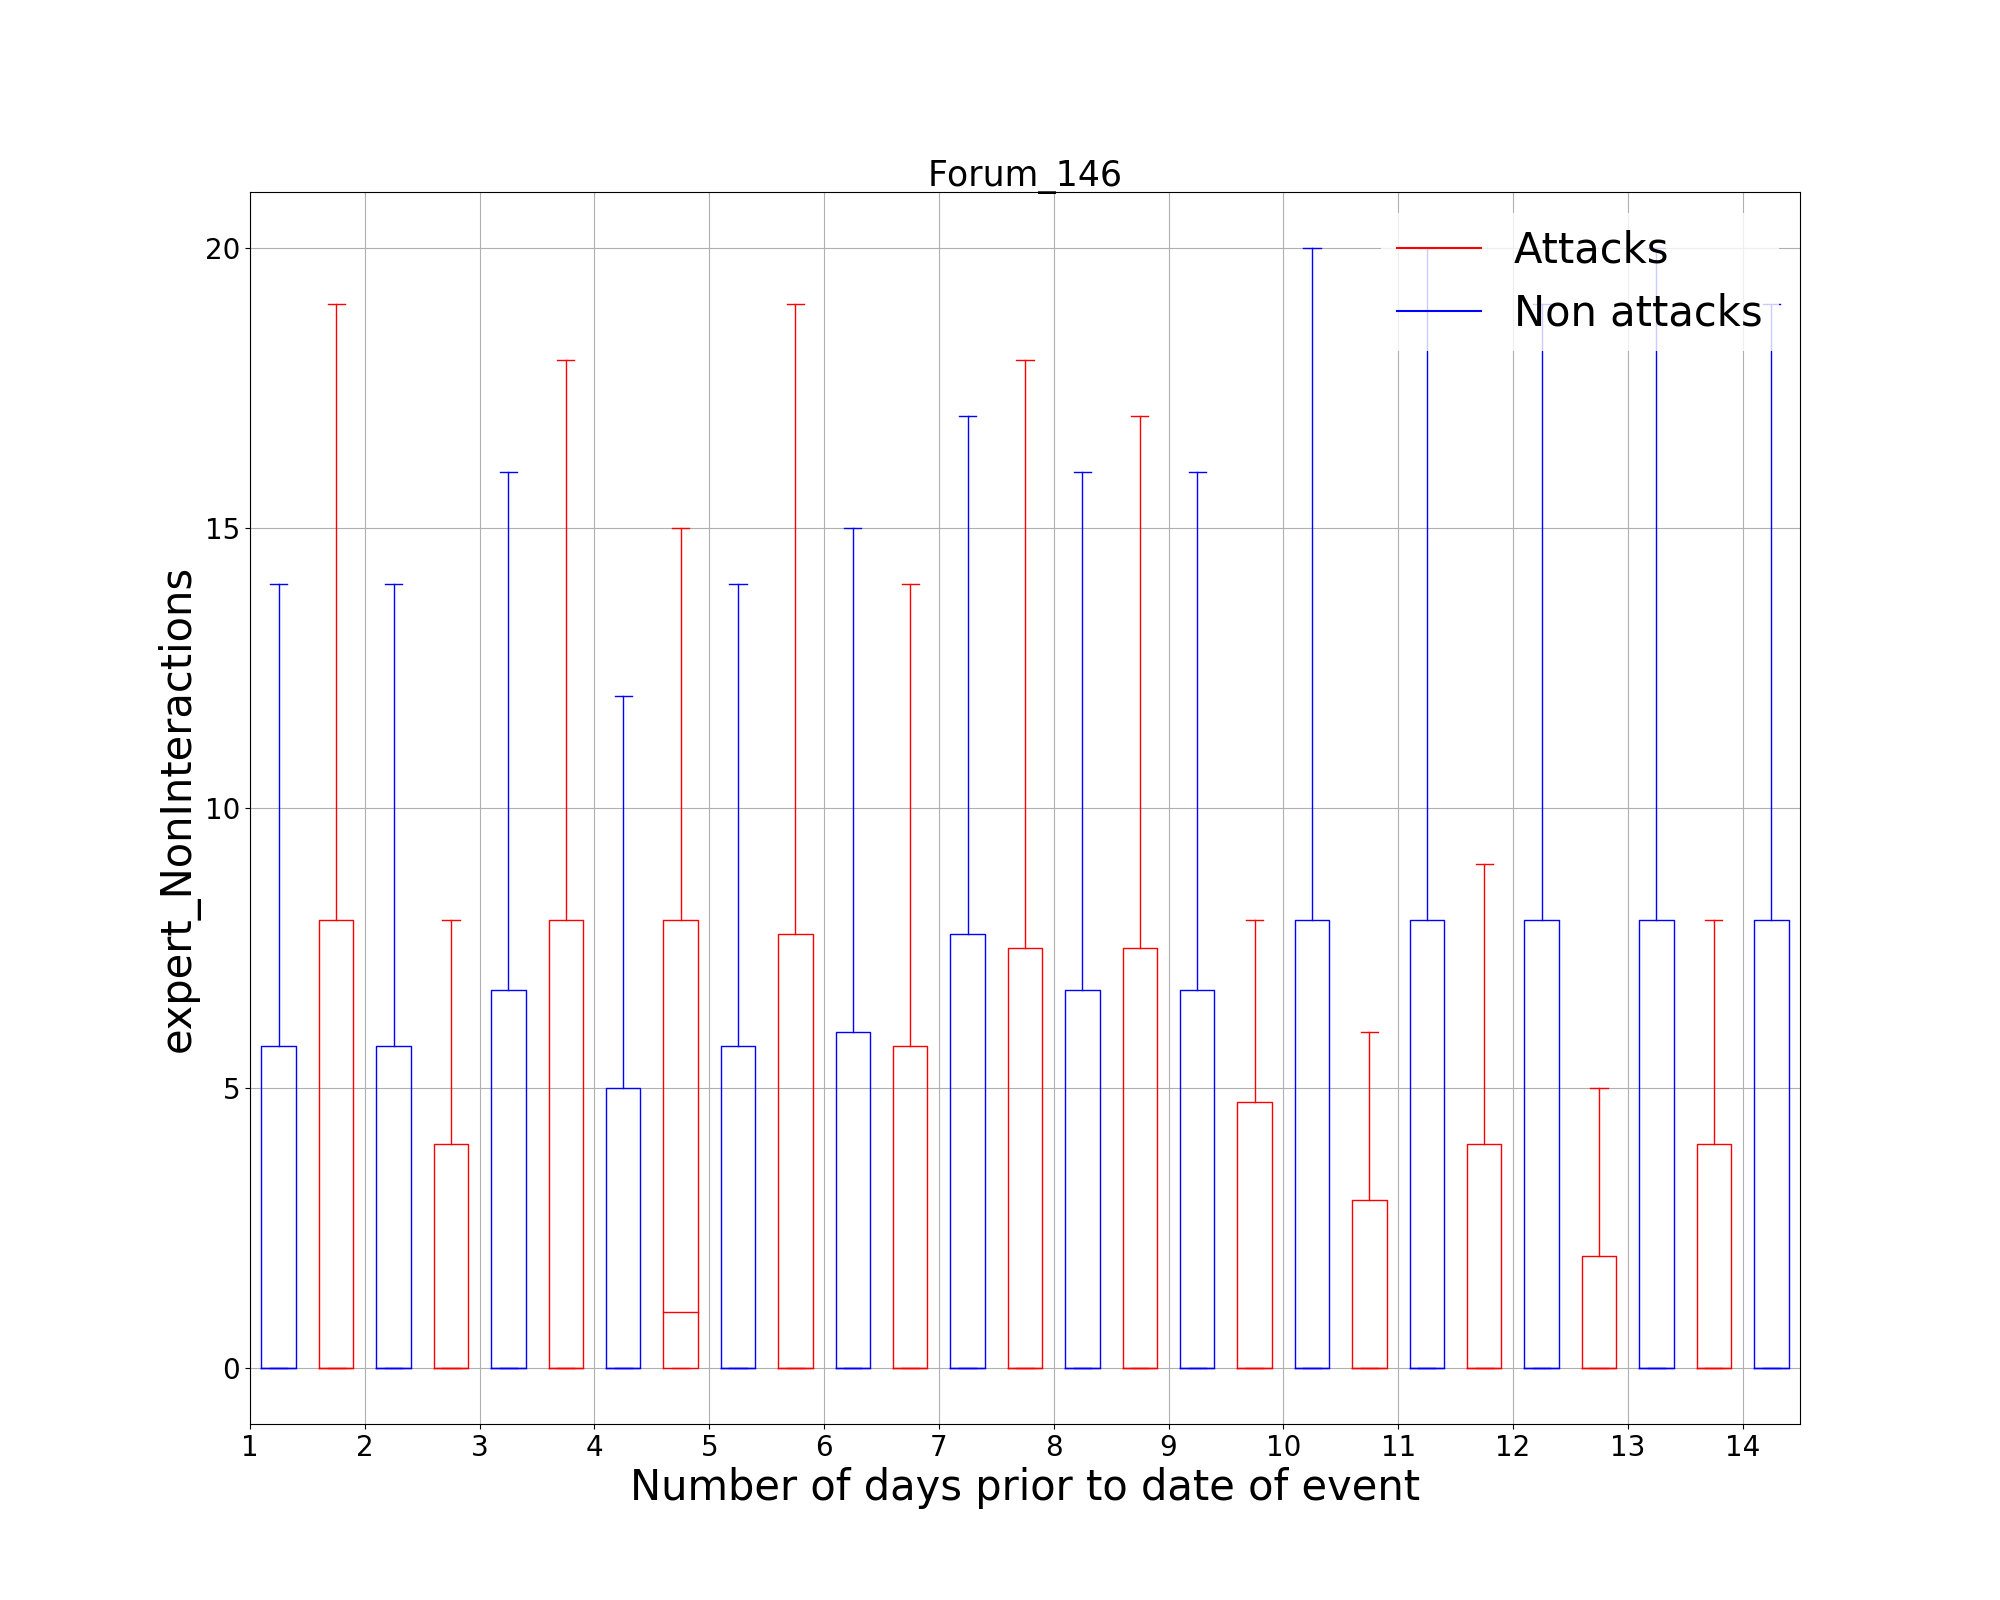 Forum_146
Attacks
Non attacks
20
15
10
5
0
expert_NonInteractions
1 2 3 4 5 6 7 8 9 10 11 12 13 14
Number of days prior to date of event